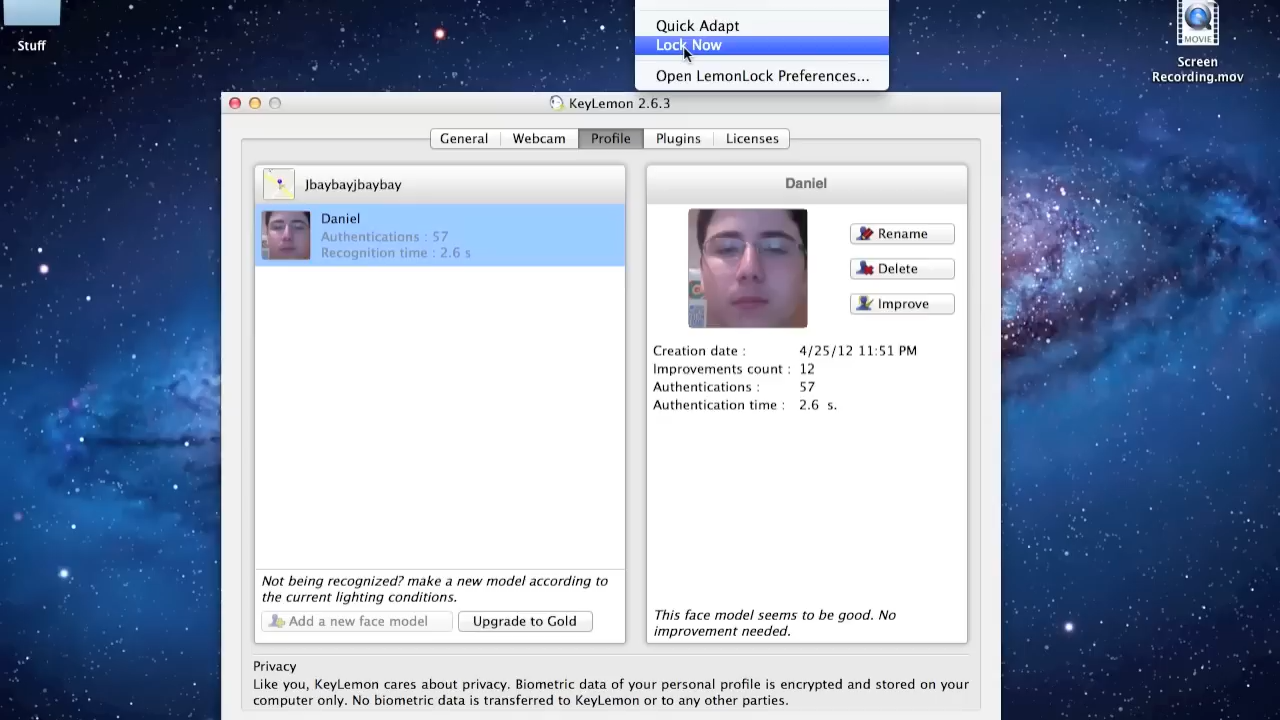 Quick Adapt
Lock Now
Open LemonLock Preferences...
Stuff
MOVIE
Screen
Recording.mov
KeyLemon 2.6.3
General Webcam Profile Plugins Licenses
Jbaybayjbaybay
Daniel
Authentications : 57
Recognition time : 2.6 s
Not being recognized? make a new model according to
the current lighting conditions.
Add a new face model Upgrade to Gold
Daniel
Rename
Delete
Improve
Creation date : 4/25/12 11:51 PM
Improvements count : 12
Authentications : 57
Authentication time : 2.6 s.
This face model seems to be good. No
improvement needed.
Privacy
Like you, KeyLemon cares about privacy. Biometric data of your personal profile is encrypted and stored on your
computer only. No biometric data is transferred to KeyLemon or to any other parties.